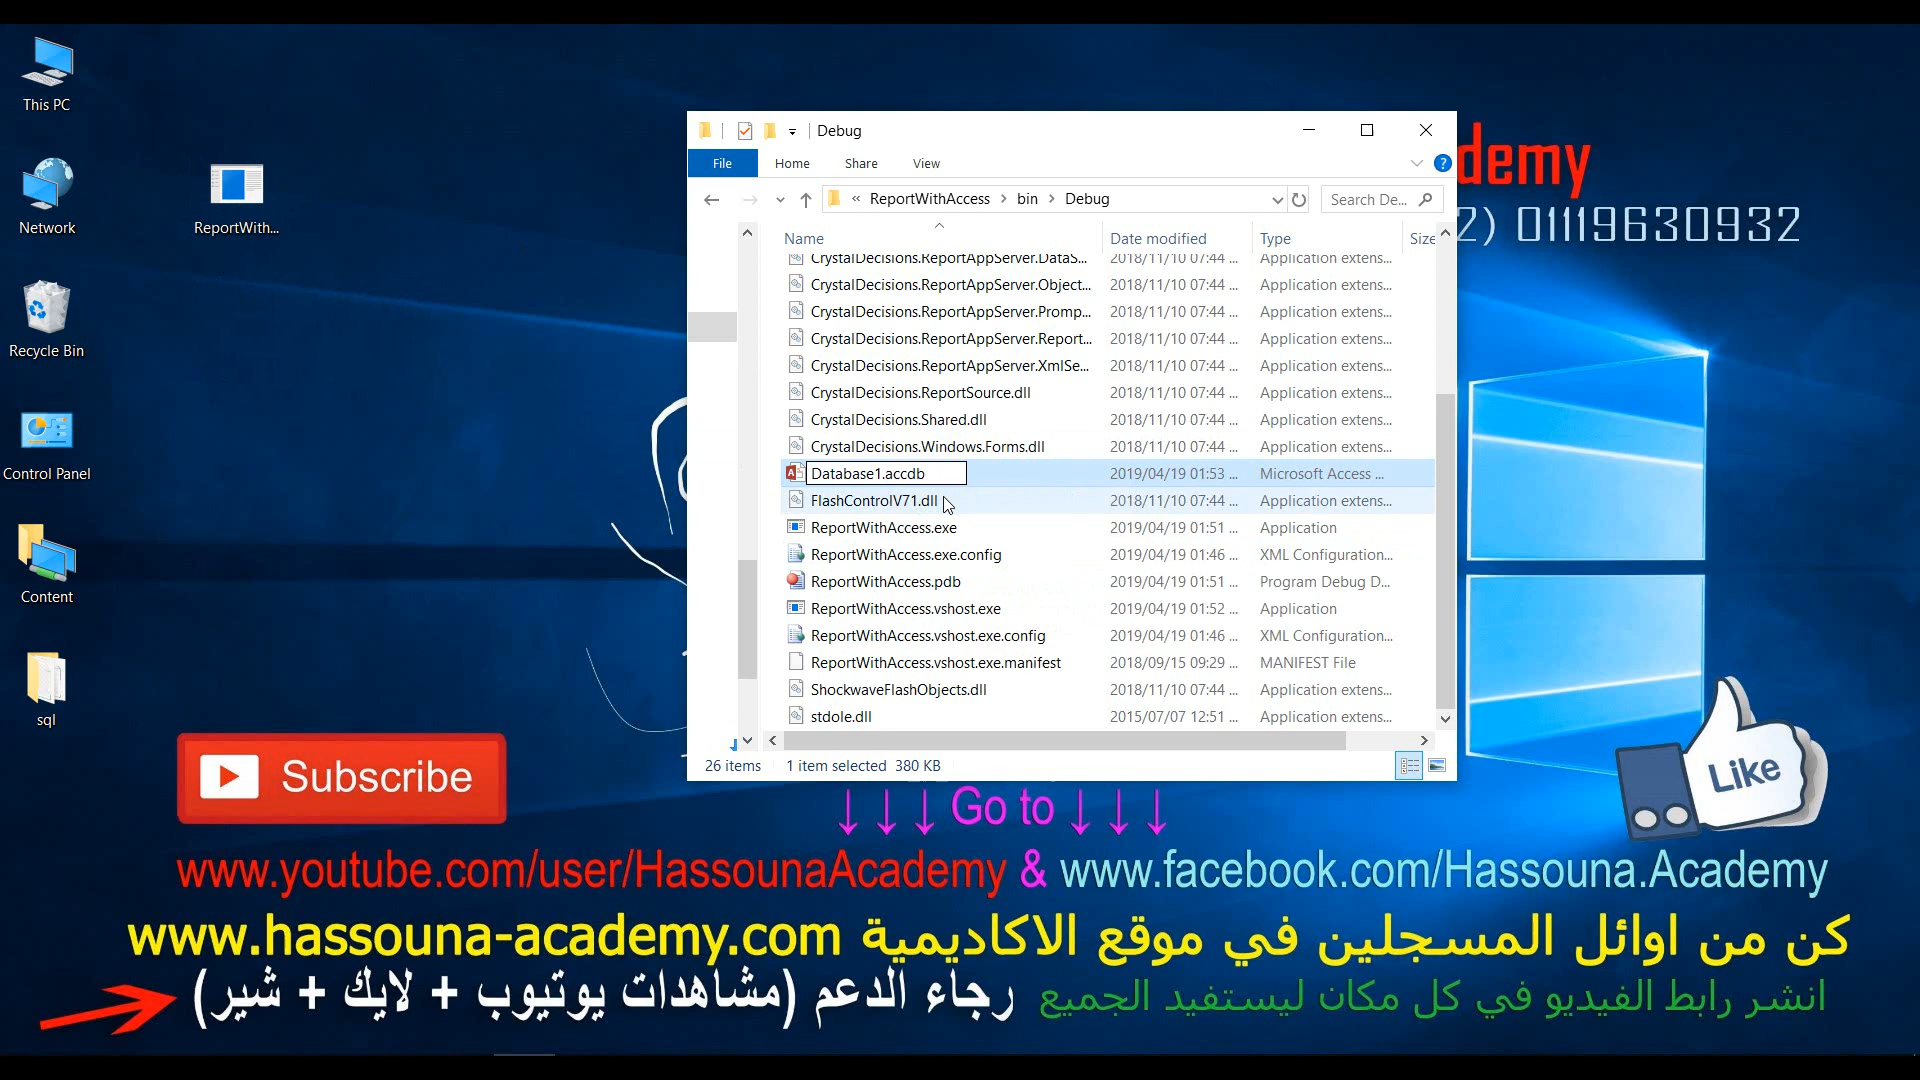 This PC
Network
ReportWith...
Recycle Bin
Control Panel
Content
sql
Debug
File
Home
Share
View
ReportWithAccess
bin
Debug
Search De...
Name
Date modified
Type
Size
CrystalDecisions.ReportAppServer.DataS... 2018/11/10 07:44 ... Application extens...
CrystalDecisions.ReportAppServer.Object... 2018/11/10 07:44 ... Application extens...
CrystalDecisions.ReportAppServer.Promp... 2018/11/10 07:44 ... Application extens...
CrystalDecisions.ReportAppServer.Report... 2018/11/10 07:44 ... Application extens...
CrystalDecisions.ReportAppServer.XmlSe... 2018/11/10 07:44 ... Application extens...
CrystalDecisions.ReportSource.dll 2018/11/10 07:44 ... Application extens...
CrystalDecisions.Shared.dll 2018/11/10 07:44 ... Application extens...
CrystalDecisions.Windows.Forms.dll 2018/11/10 07:44 ... Application extens...
Database1.accdb 2019/04/19 01:53 ... Microsoft Access ...
FlashControlV71.dll 2018/11/10 07:44 ... Application extens...
ReportWithAccess.exe 2019/04/19 01:51 ... Application
ReportWithAccess.exe.config 2019/04/19 01:46 ... XML Configuration...
ReportWithAccess.pdb 2019/04/19 01:51 ... Program Debug D...
ReportWithAccess.vshost.exe 2019/04/19 01:52 ... Application
ReportWithAccess.vshost.exe.config 2019/04/19 01:46 ... XML Configuration...
ReportWithAccess.vshost.exe.manifest 2018/09/15 09:29 ... MANIFEST File
ShockwaveFlashObjects.dll 2018/11/10 07:44 ... Application extens...
stdole.dll 2015/07/07 12:51 ... Application extens...
26 items 1 item selected 380 KB
demy
2) 01119630932
Subscribe
Like
↓ ↓ ↓ Go to ↓ ↓ ↓
www.youtube.com/user/HassounaAcademy & www.facebook.com/Hassouna.Academy
كن من اوائل المسجلين في موقع الاكاديمية www.hassouna-academy.com
انشر رابط الفيديو في كل مكان ليستفيد الجميع رجاء الدعم (مشاهدات يوتيوب + لايك + شير)